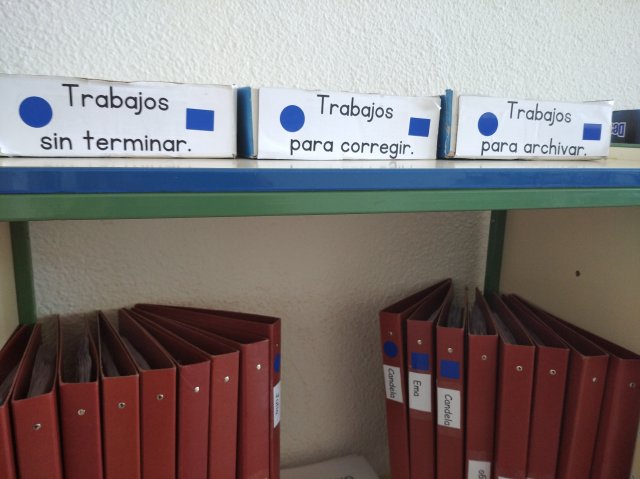 Trabajos
sin terminar.
Trabajos
para corregir.
Trabajos
para archivar.
Candela
Ema
Candela